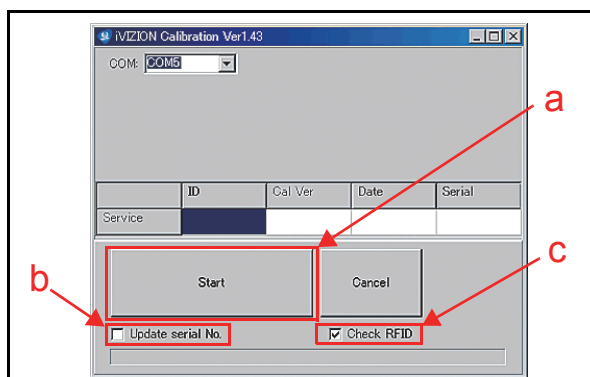 iVIZION Calibration Ver1.43
COM: COM5
a
ID Cal Ver Date Serial
Service
Start Cancel
b
c
Update serial No. Check RFID